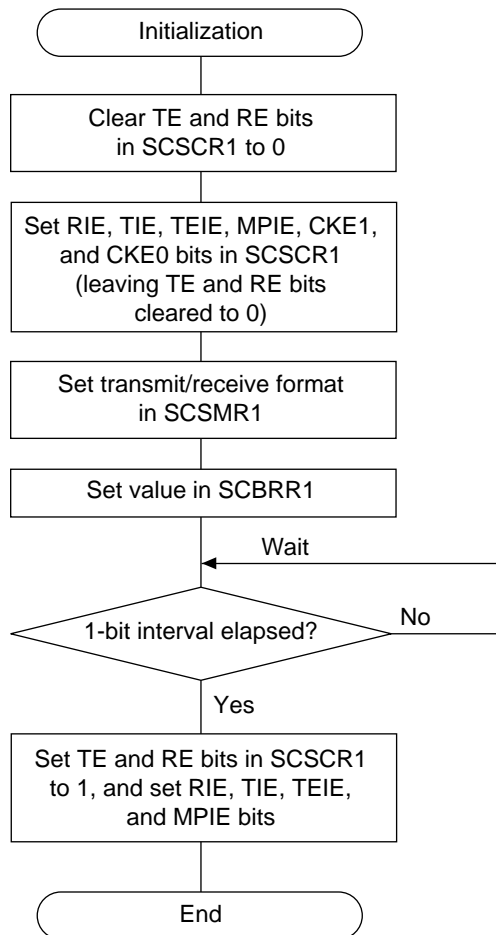 Initialization
Clear TE and RE bits
in SCSCR1 to 0
Set RIE, TIE, TEIE, MPIE, CKE1,
and CKE0 bits in SCSCR1
(leaving TE and RE bits
cleared to 0)
Set transmit/receive format
in SCSMR1
Set value in SCBRR1
Wait
1-bit interval elapsed?
No
Yes
Set TE and RE bits in SCSCR1
to 1, and set RIE, TIE, TEIE,
and MPIE bits
End